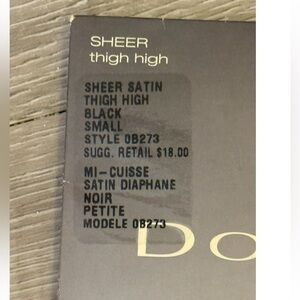 SHEER
thigh high
SHEER SATIN
THIGH HIGH
BLACK
SMALL
STYLE 0B273
SUGG. RETAIL $18.00
MI-CUISSE
SATIN DIAPHANE
NOIR
PETITE
MODELE 0B273
Do